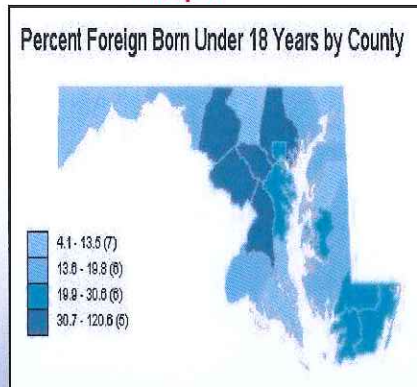 Percent Foreign Born Under 18 Years by County
4.1 - 13.5 (7)
13.6 - 19.8 (6)
19.9 - 30.6 (6)
30.7 - 120.6 (5)